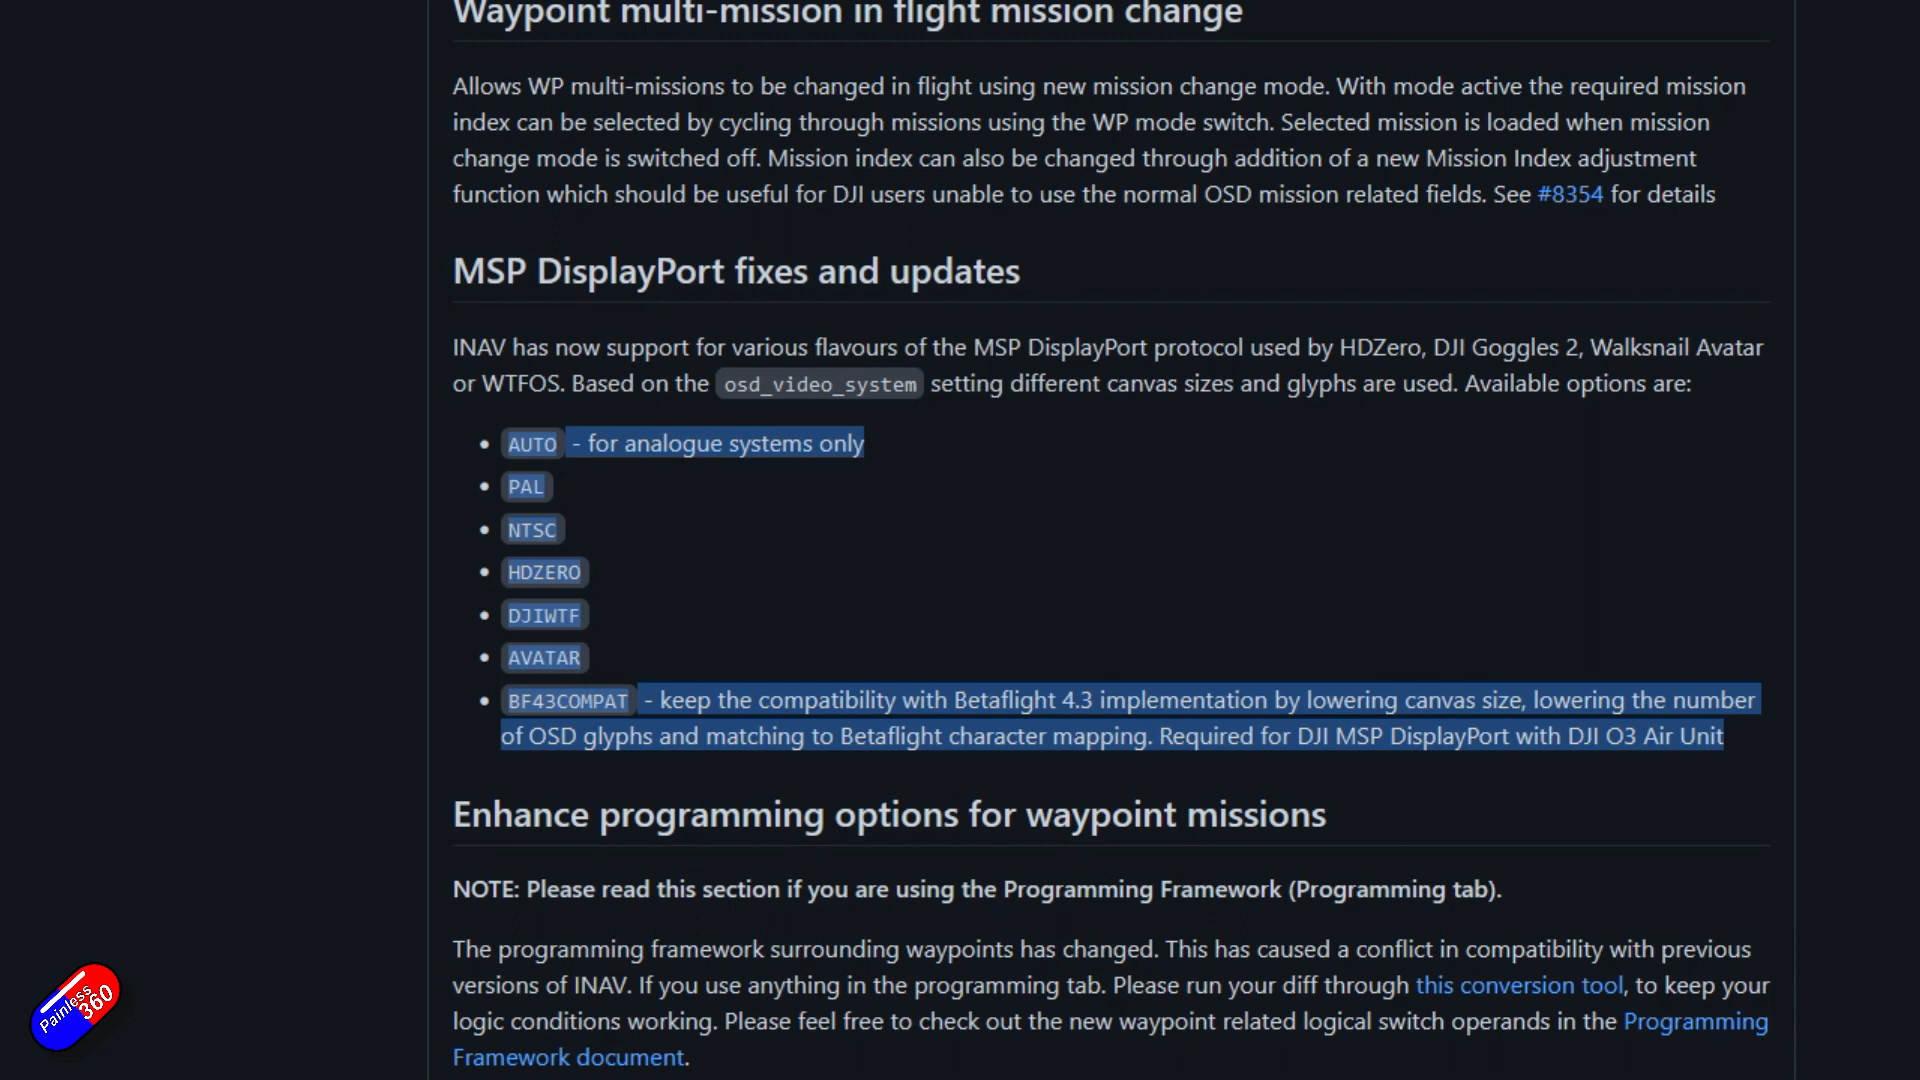 Waypoint multi-mission in flight mission change
Allows WP multi-missions to be changed in flight using new mission change mode. With mode active the required mission
index can be selected by cycling through missions using the WP mode switch. Selected mission is loaded when mission
change mode is switched off. Mission index can also be changed through addition of a new Mission Index adjustment
function which should be useful for DJI users unable to use the normal OSD mission related fields. See #8354 for details
MSP DisplayPort fixes and updates
INAV has now support for various flavours of the MSP DisplayPort protocol used by HDZero, DJI Goggles 2, Walksnail Avatar
or WTFOS. Based on the osd_video_system setting different canvas sizes and glyphs are used. Available options are:
• AUTO - for analogue systems only
• PAL
• NTSC
• HDZERO
• DJIWTF
• AVATAR
• BF43COMPAT - keep the compatibility with Betaflight 4.3 implementation by lowering canvas size, lowering the number
of OSD glyphs and matching to Betaflight character mapping. Required for DJI MSP DisplayPort with DJI O3 Air Unit
Enhance programming options for waypoint missions
NOTE: Please read this section if you are using the Programming Framework (Programming tab).
The programming framework surrounding waypoints has changed. This has caused a conflict in compatibility with previous
versions of INAV. If you use anything in the programming tab. Please run your diff through this conversion tool, to keep your
logic conditions working. Please feel free to check out the new waypoint related logical switch operands in the Programming
Framework document.
Painless
360